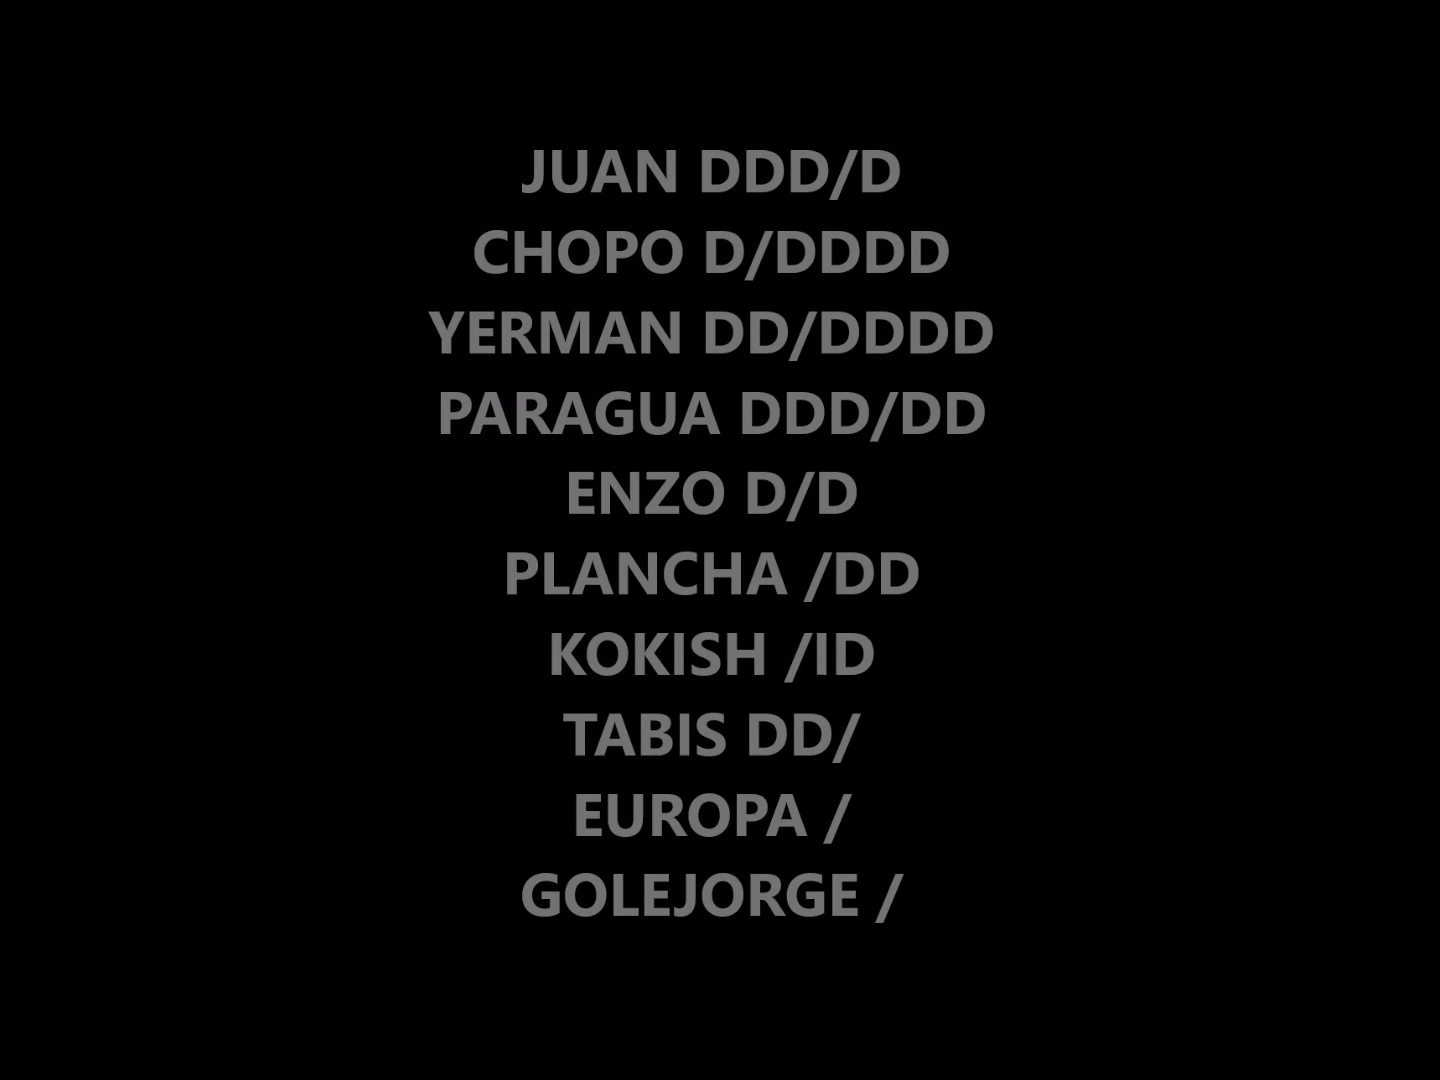 JUAN DDD/D
CHOPO D/DDDD
YERMAN DD/DDDD
PARAGUA DDD/DD
ENZO D/D
PLANCHA /DD
KOKISH /ID
TABIS DD/
EUROPA /
GOLEJORGE /